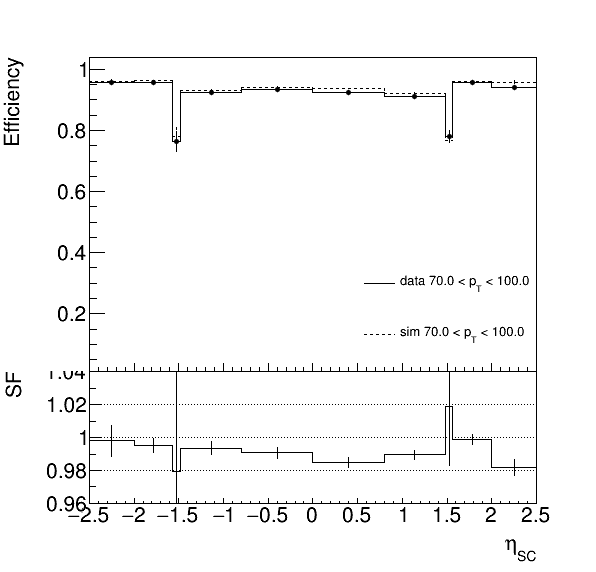 Efficiency
1
0.8
0.6
0.4
0.2
data 70.0 < p_T < 100.0
sim 70.0 < p_T < 100.0
SF
1.04
1.02
1
0.98
0.96
−2.5 −2 −1.5 −1 −0.5 0 0.5 1 1.5 2 2.5
η_SC